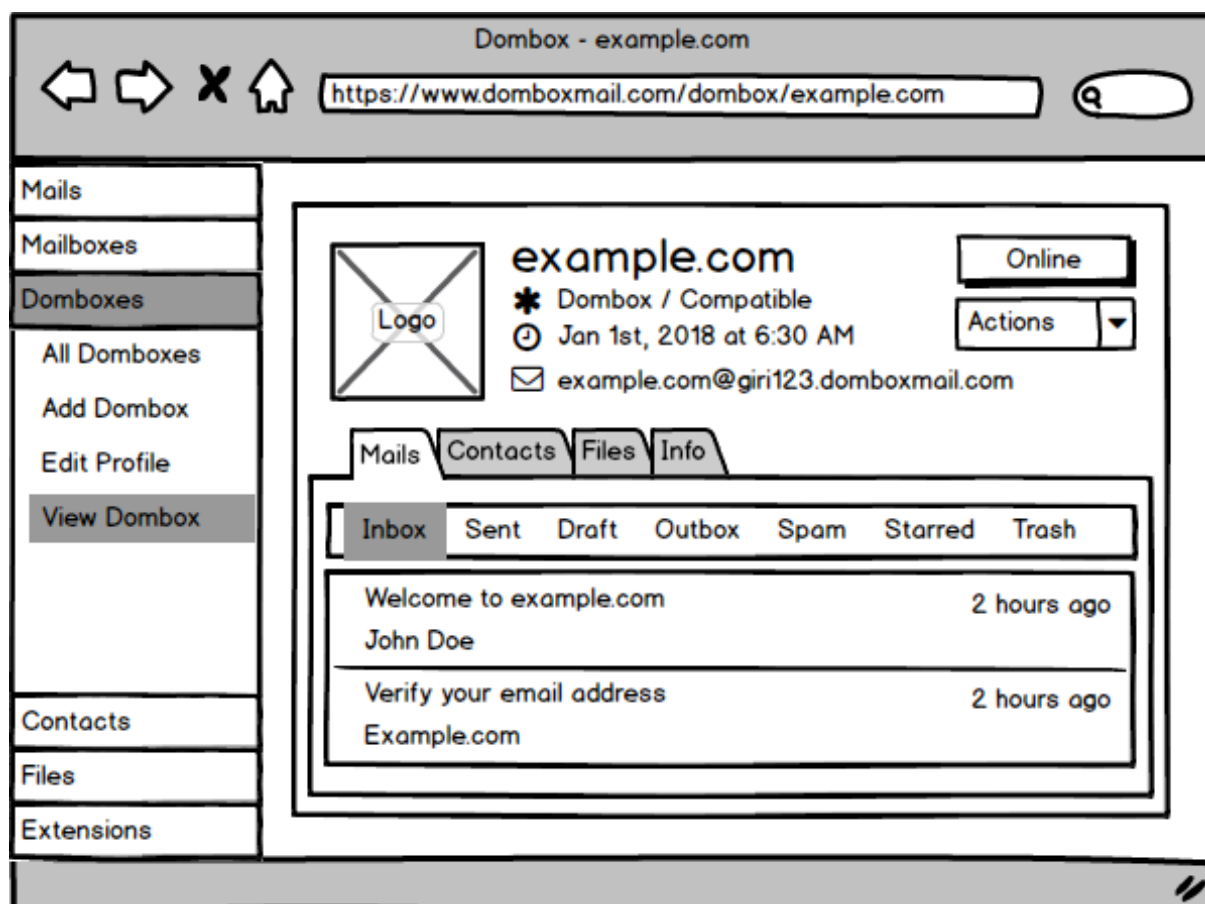 Dombox - example.com
https://www.domboxmail.com/dombox/example.com
Mails
Mailboxes
Domboxes
All Domboxes
Add Dombox
Edit Profile
View Dombox
Contacts
Files
Extensions
Logo
example.com
Dombox / Compatible
Jan 1st, 2018 at 6:30 AM
example.com@giri123.domboxmail.com
Online
Actions
Mails Contacts Files Info
Inbox Sent Draft Outbox Spam Starred Trash
Welcome to example.com 2 hours ago
John Doe
Verify your email address 2 hours ago
Example.com